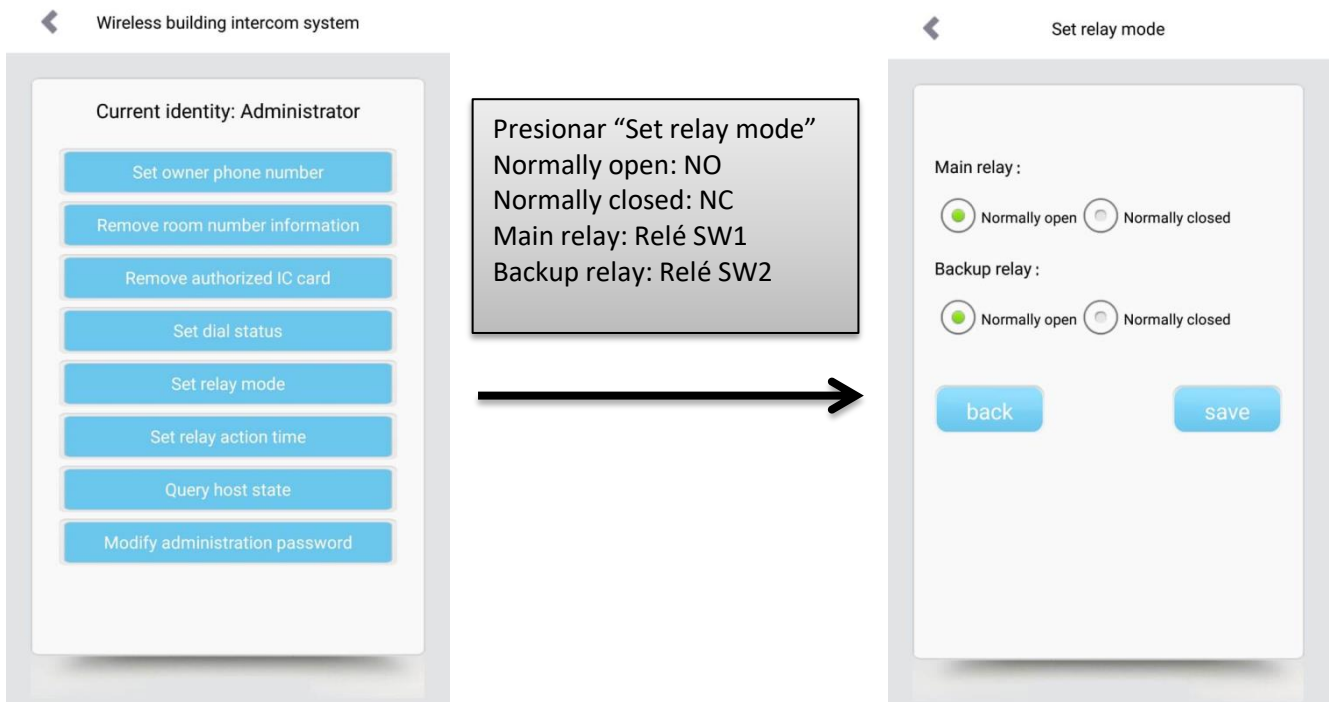 Wireless building intercom system
Current identity: Administrator
Set owner phone number
Remove room number information
Remove authorized IC card
Set dial status
Set relay mode
Set relay action time
Query host state
Modify administration password
Presionar “Set relay mode”
Normally open: NO
Normally closed: NC
Main relay: Relé SW1
Backup relay: Relé SW2
Set relay mode
Main relay :
Normally open Normally closed
Backup relay :
Normally open Normally closed
back save